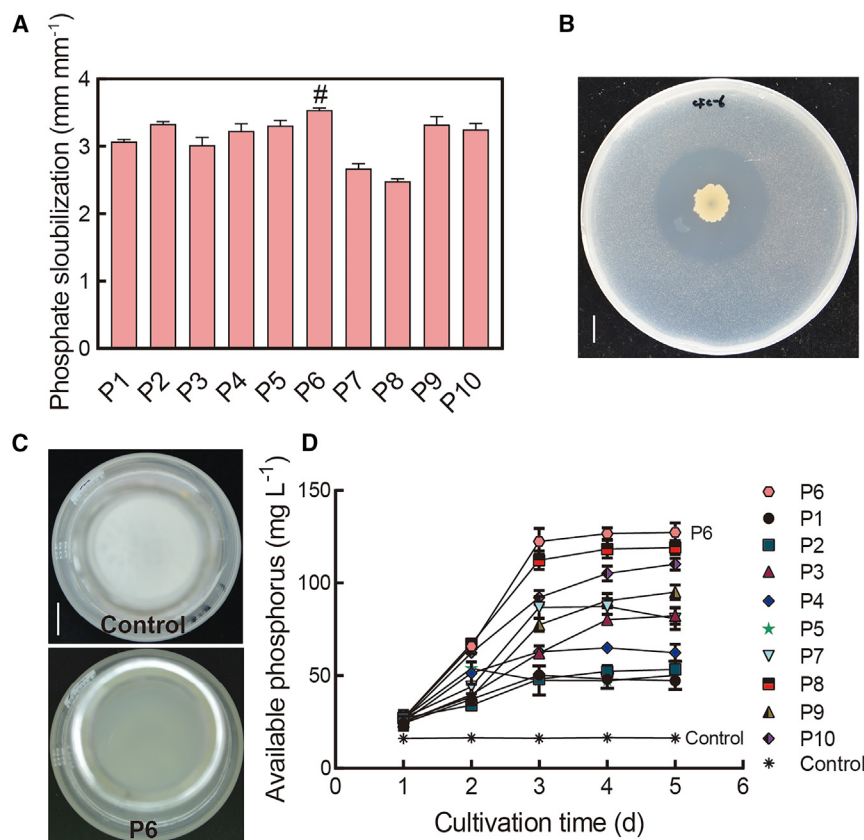 A
Phosphate sloubilization (mm mm⁻¹)
4
3
2
1
0
#
P1
P2
P3
P4
P5
P6
P7
P8
P9
P10
B
C
Control
P6
D
Available phosphorus (mg L⁻¹)
150
100
50
0
0 1 2 3 4 5 6
Cultivation time (d)
P6
Control
P6
P1
P2
P3
P4
P5
P7
P8
P9
P10
Control